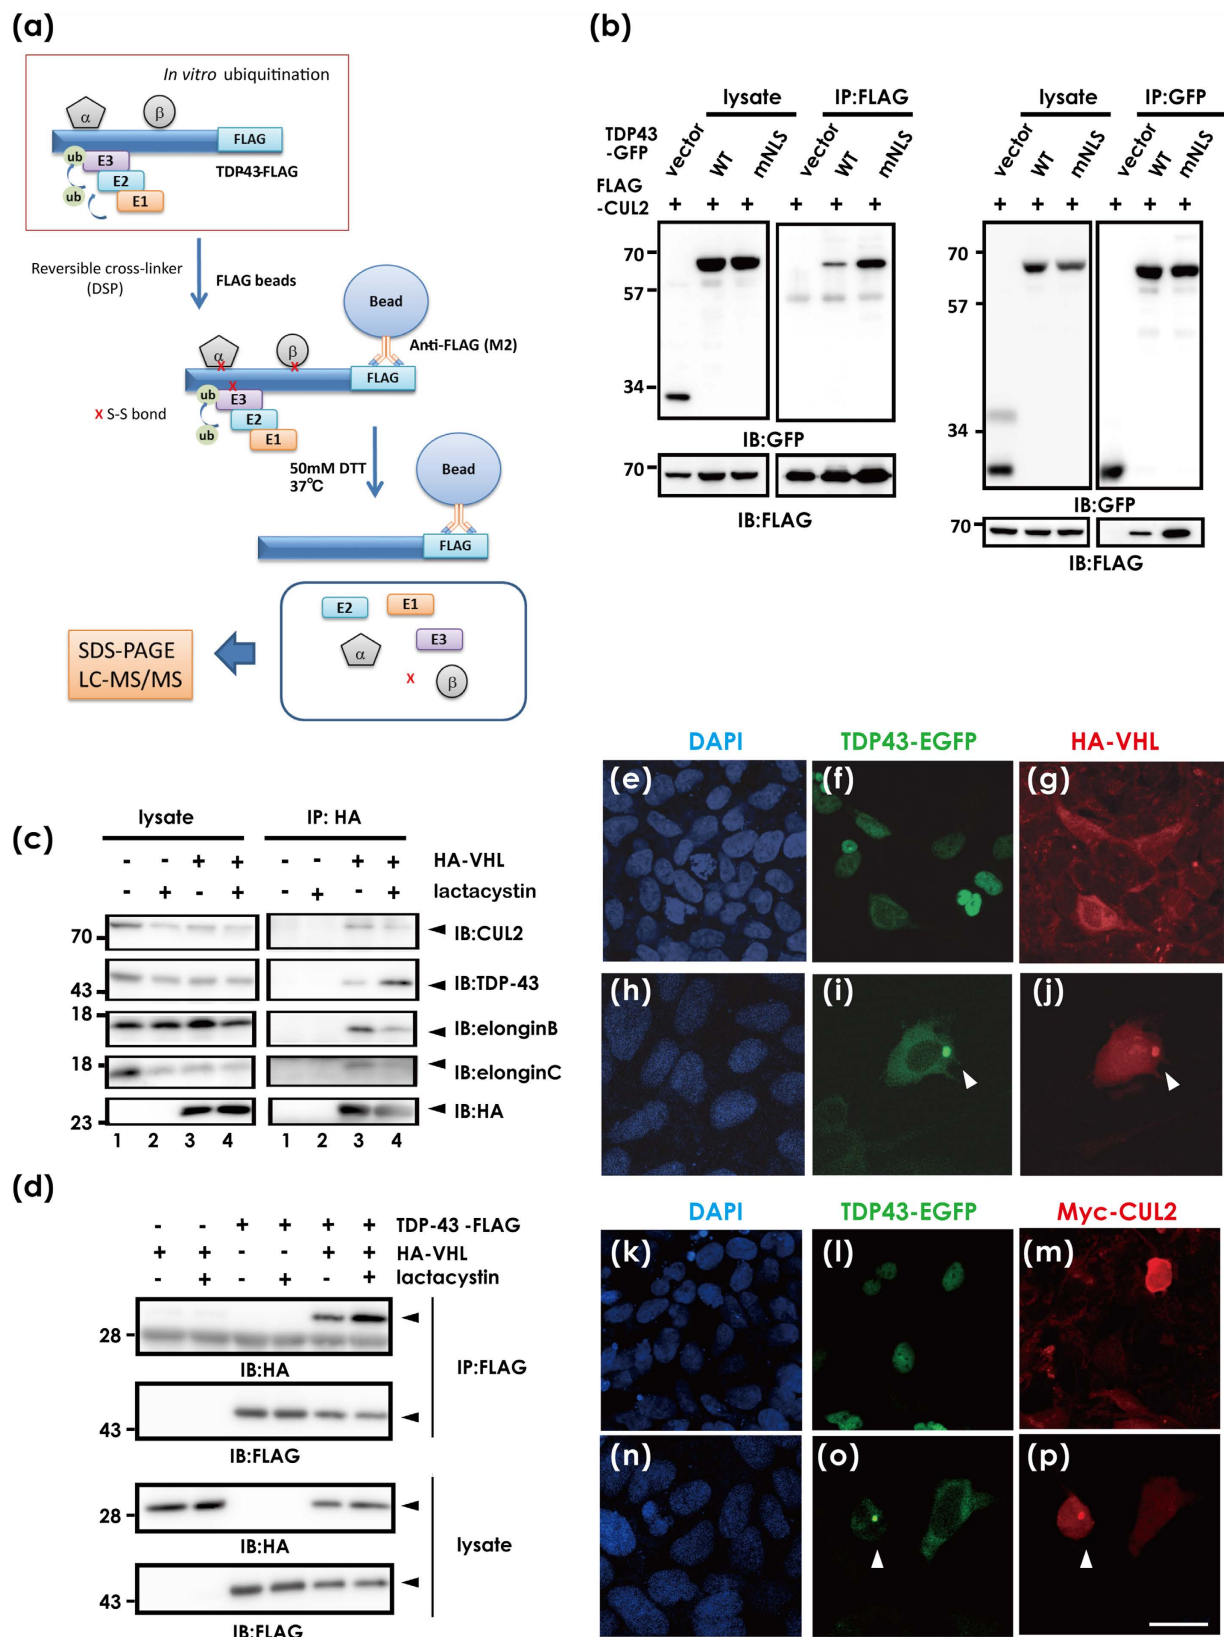 (a)
In vitro ubiquitination
α
β
FLAG
ub
E3
TDP43-FLAG
E2
ub
E1
Reversible cross-linker
(DSP)
FLAG beads
Bead
Anti-FLAG (M2)
α
β
FLAG
ub
E3
X S-S bond
E2
ub
E1
50mM DTT
37℃
Bead
FLAG
E2
E1
E3
α
X
β
SDS-PAGE
LC-MS/MS
(b)
lysate IP:FLAG
TDP43
-GFP
vector WT mNLS vector WT mNLS
FLAG
-CUL2
+ + + + + +
70
57
34
IB:GFP
70
IB:FLAG
lysate IP:GFP
vector WT mNLS vector WT mNLS
+ + + + + +
70
57
34
IB:GFP
70
IB:FLAG
(c)
lysate IP: HA
- - + + - - + + HA-VHL
- + - + - + - + lactacystin
70 IB:CUL2
43 IB:TDP-43
18 IB:elonginB
18 IB:elonginC
23 IB:HA
1 2 3 4 1 2 3 4
(d)
- - + + + + TDP-43 -FLAG
+ + - - + + HA-VHL
- + - + - + lactacystin
28
IB:HA
IP:FLAG
43
IB:FLAG
28
IB:HA
lysate
43
IB:FLAG
DAPI TDP43-EGFP HA-VHL
(e) (f) (g)
(h) (i) (j)
DAPI TDP43-EGFP Myc-CUL2
(k) (l) (m)
(n) (o) (p)